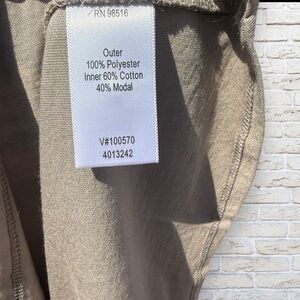 RN 98516
Outer
100% Polyester
Inner 60% Cotton
40% Modal
V#100570
4013242